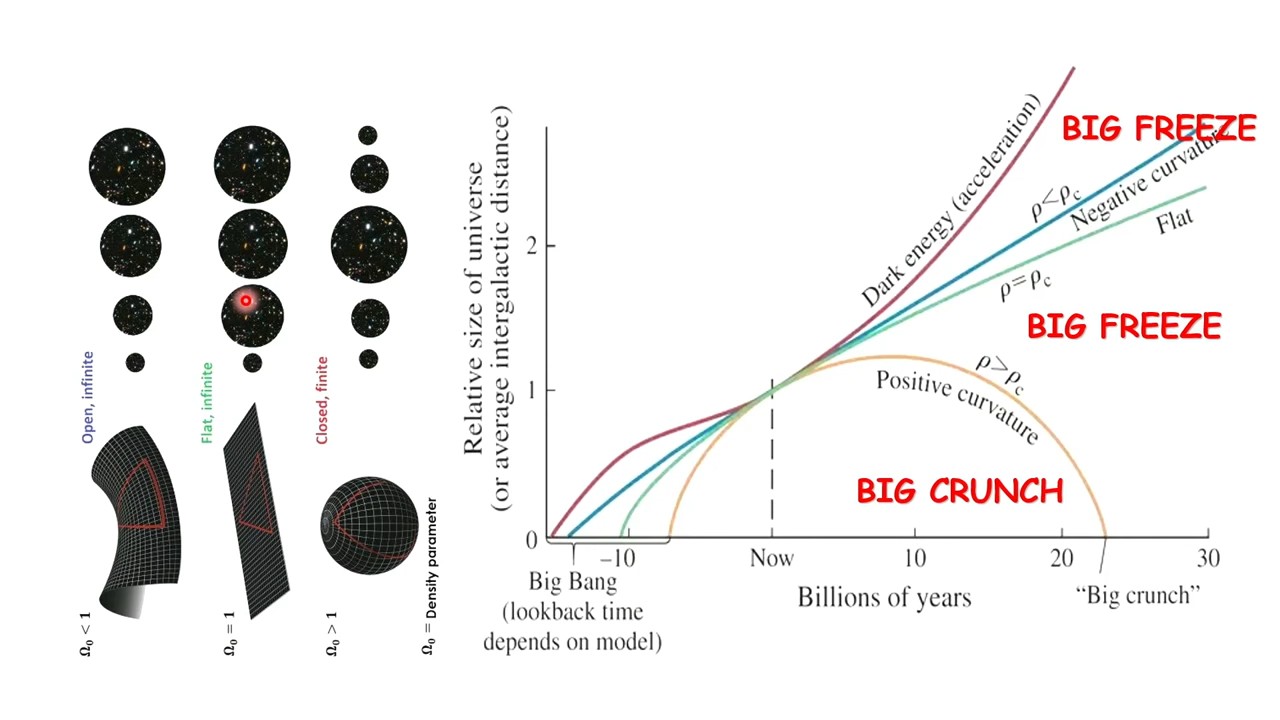 Open, infinite
Flat, infinite
Closed, finite
Ω₀ < 1
Ω₀ = 1
Ω₀ > 1
Ω₀ = Density parameter
Relative size of universe
(or average intergalactic distance)
2
1
0
Dark energy (acceleration)
BIG FREEZE
ρ<ρc
Negative curvature
Flat
ρ=ρc
BIG FREEZE
ρ>ρc
Positive curvature
BIG CRUNCH
–10
Now
10
20
30
Billions of years
Big Bang
(lookback time
depends on model)
“Big crunch”